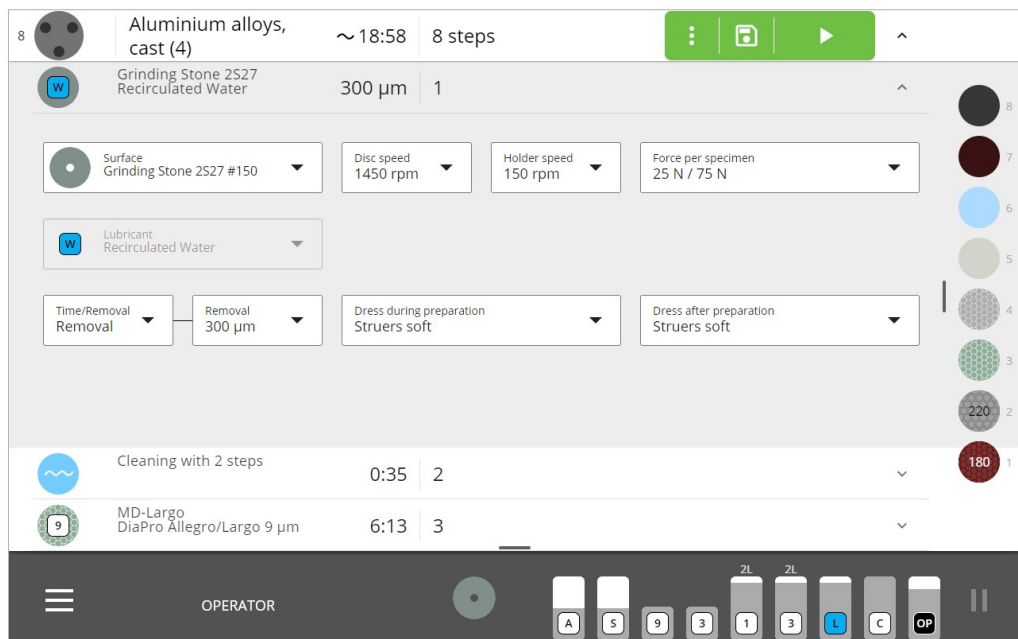 8
Aluminium alloys,
cast (4)
~ 18:58
8 steps
W
Grinding Stone 2S27
Recirculated Water
300 μm
1
Surface
Grinding Stone 2S27 #150
Disc speed
1450 rpm
Holder speed
150 rpm
Force per specimen
25 N / 75 N
W
Lubricant
Recirculated Water
Time/Removal
Removal
Removal
300 μm
Dress during preparation
Struers soft
Dress after preparation
Struers soft
8
7
6
5
4
3
220 2
180 1
Cleaning with 2 steps
0:35
2
9
MD-Largo
DiaPro Allegro/Largo 9 μm
6:13
3
OPERATOR
2L 2L
A S 9 3 1 3 L C OP